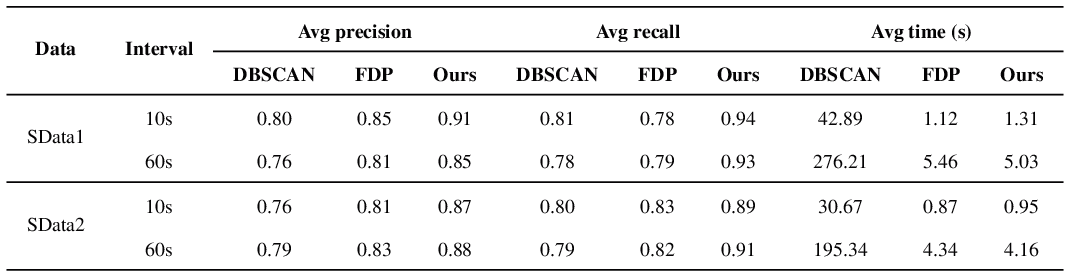 Data Interval Avg precision Avg recall Avg time (s)
DBSCAN FDP Ours DBSCAN FDP Ours DBSCAN FDP Ours
SData1 10s 0.80 0.85 0.91 0.81 0.78 0.94 42.89 1.12 1.31
60s 0.76 0.81 0.85 0.78 0.79 0.93 276.21 5.46 5.03
SData2 10s 0.76 0.81 0.87 0.80 0.83 0.89 30.67 0.87 0.95
60s 0.79 0.83 0.88 0.79 0.82 0.91 195.34 4.34 4.16